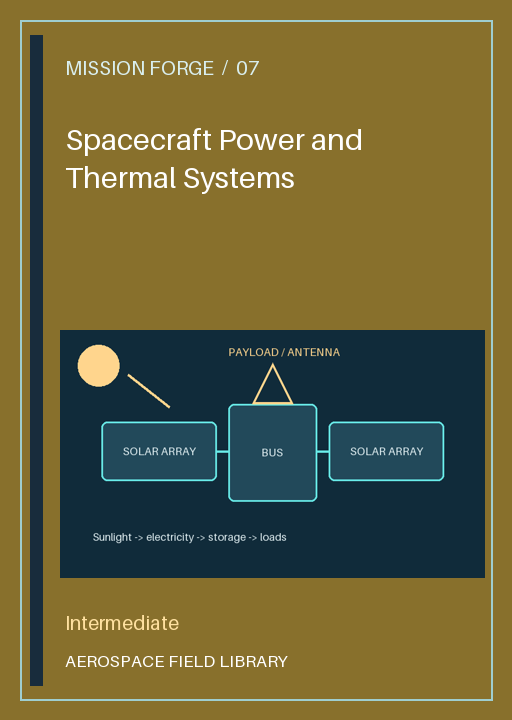 MISSION FORGE / 07
Spacecraft Power and
Thermal Systems
PAYLOAD / ANTENNA
SOLAR ARRAY
BUS
SOLAR ARRAY
Sunlight -> electricity -> storage -> loads
Intermediate
AEROSPACE FIELD LIBRARY